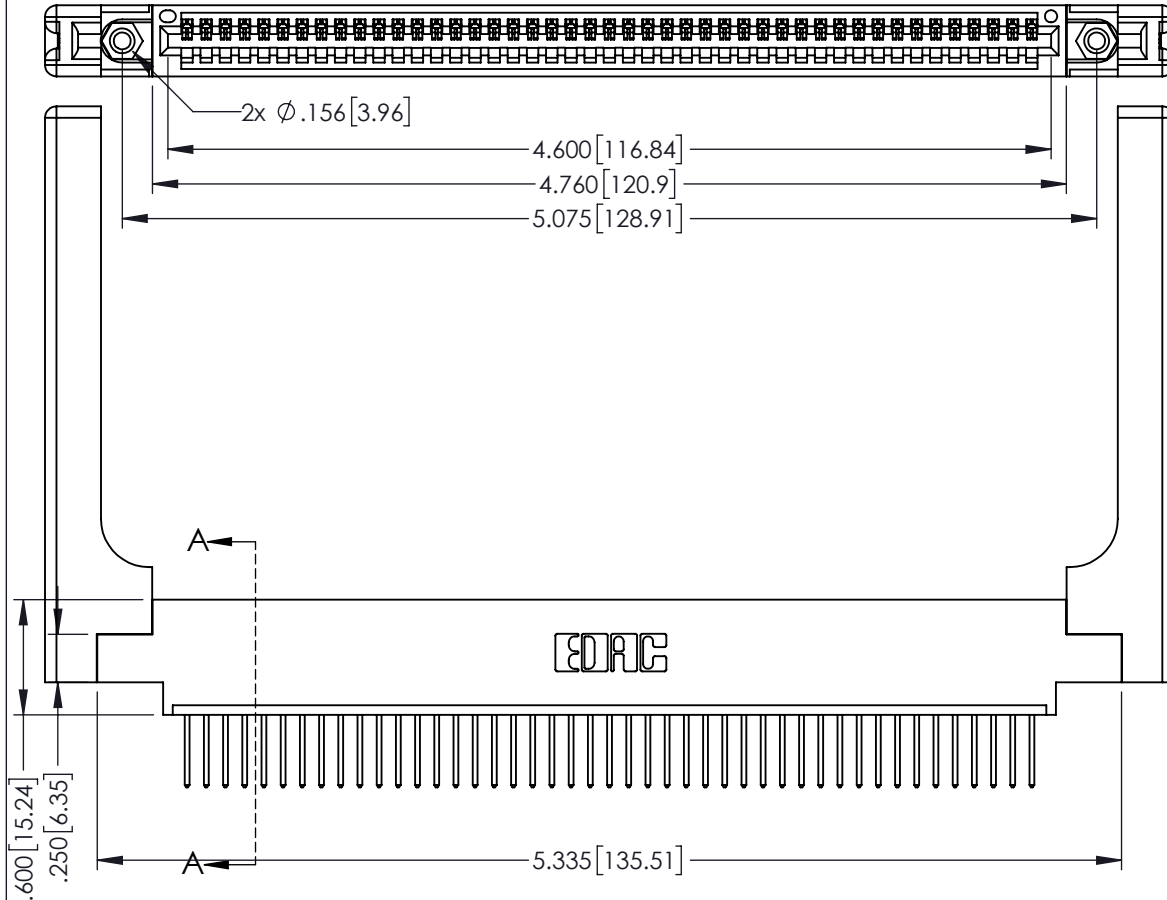 2x Ø .156[3.96]
4.600[116.84]
4.760[120.9]
5.075[128.91]
A
EDAC
.600[15.24]
.250[6.35]
A
5.335[135.51]